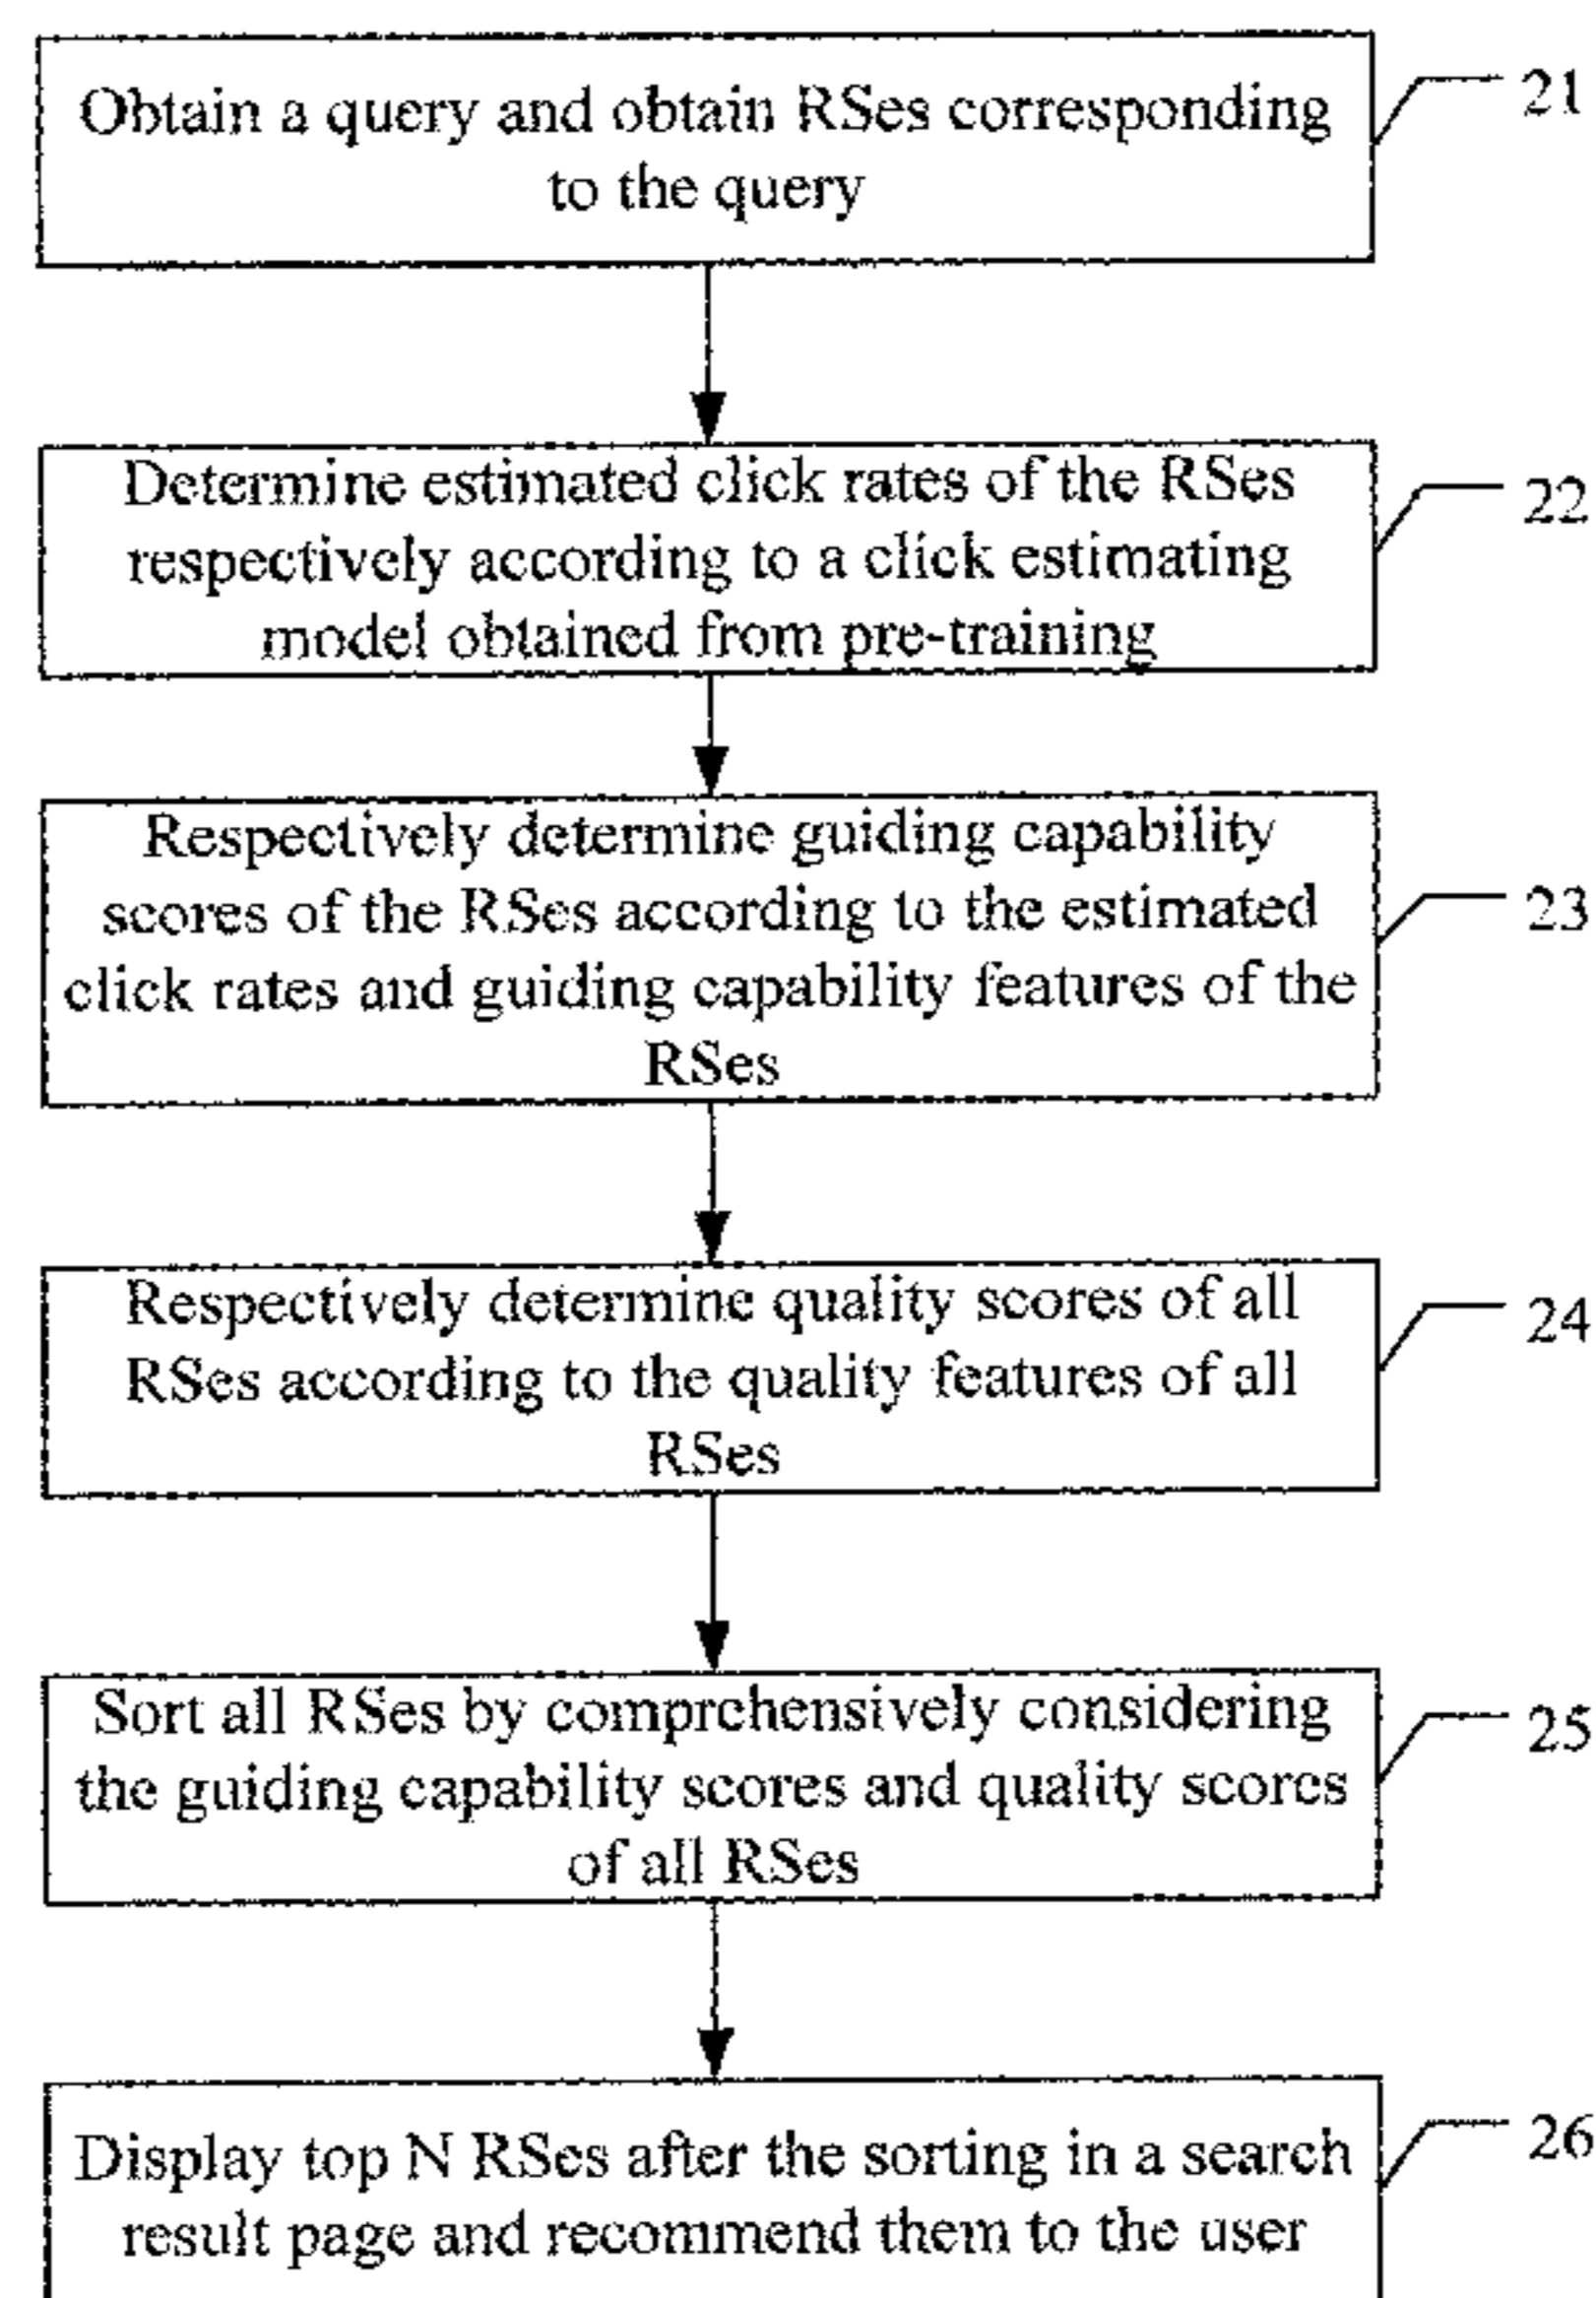 Obtain a query and obtain RSes corresponding
to the query
21
Determine estimated click rates of the RSes
respectively according to a click estimating
model obtained from pre-training
22
Respectively determine guiding capability
scores of the RSes according to the estimated
click rates and guiding capability features of the
RSes
23
Respectively determine quality scores of all
RSes according to the quality features of all
RSes
24
Sort all RSes by comprehensively considering
the guiding capability scores and quality scores
of all RSes
25
Display top N RSes after the sorting in a search
result page and recommend them to the user
26